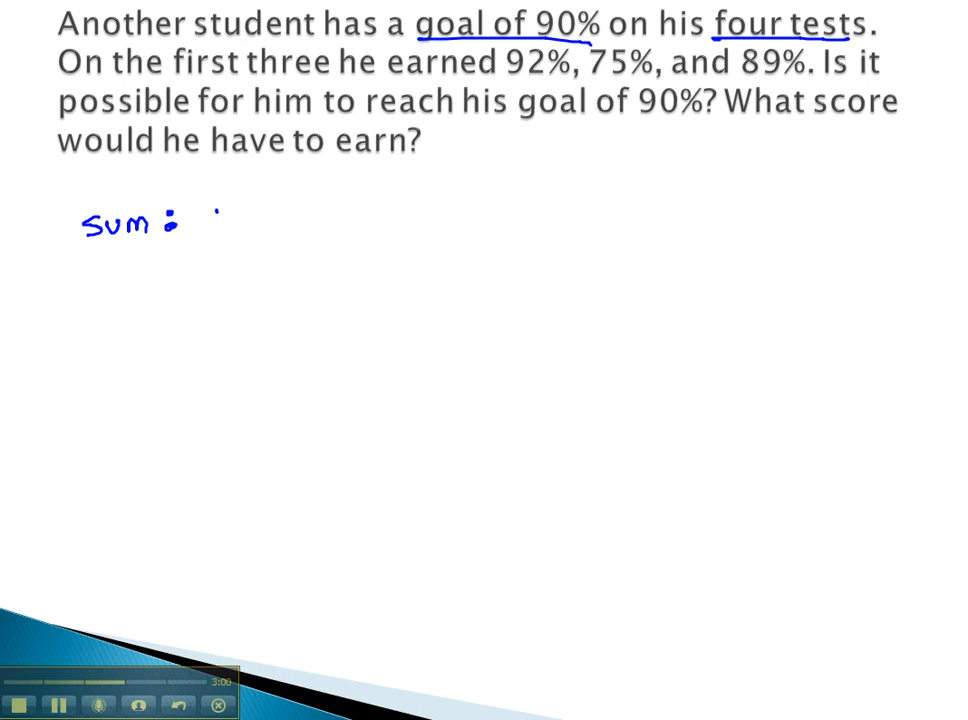 Another student has a goal of 90% on his four tests.
On the first three he earned 92%, 75%, and 89%. Is it
possible for him to reach his goal of 90%? What score
would he have to earn?
sum :
3:00